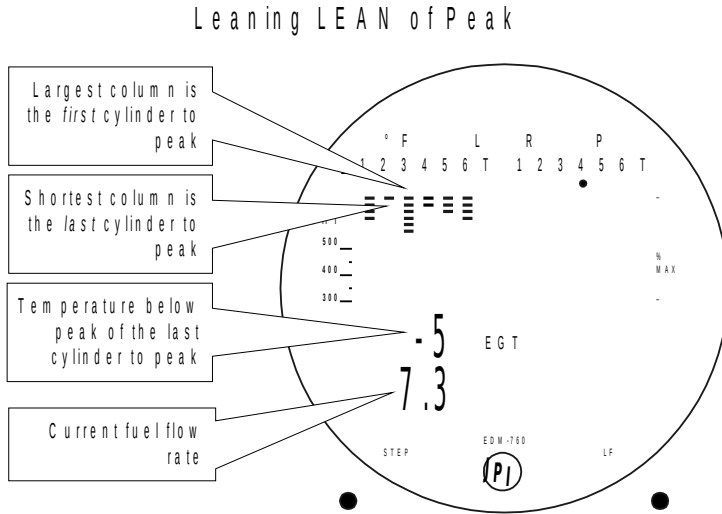 Leaning LEAN of Peak
Largest column is
the first cylinder to
peak
Shortest column is
the last cylinder to
peak
Temperature below
peak of the last
cylinder to peak
Current fuel flow
rate
°F L R P
1 2 3 4 5 6 T 1 2 3 4 5 6 T
500
400
300
%
MAX
-5 EGT
7.3
EDM-760
STEP LF
JPI